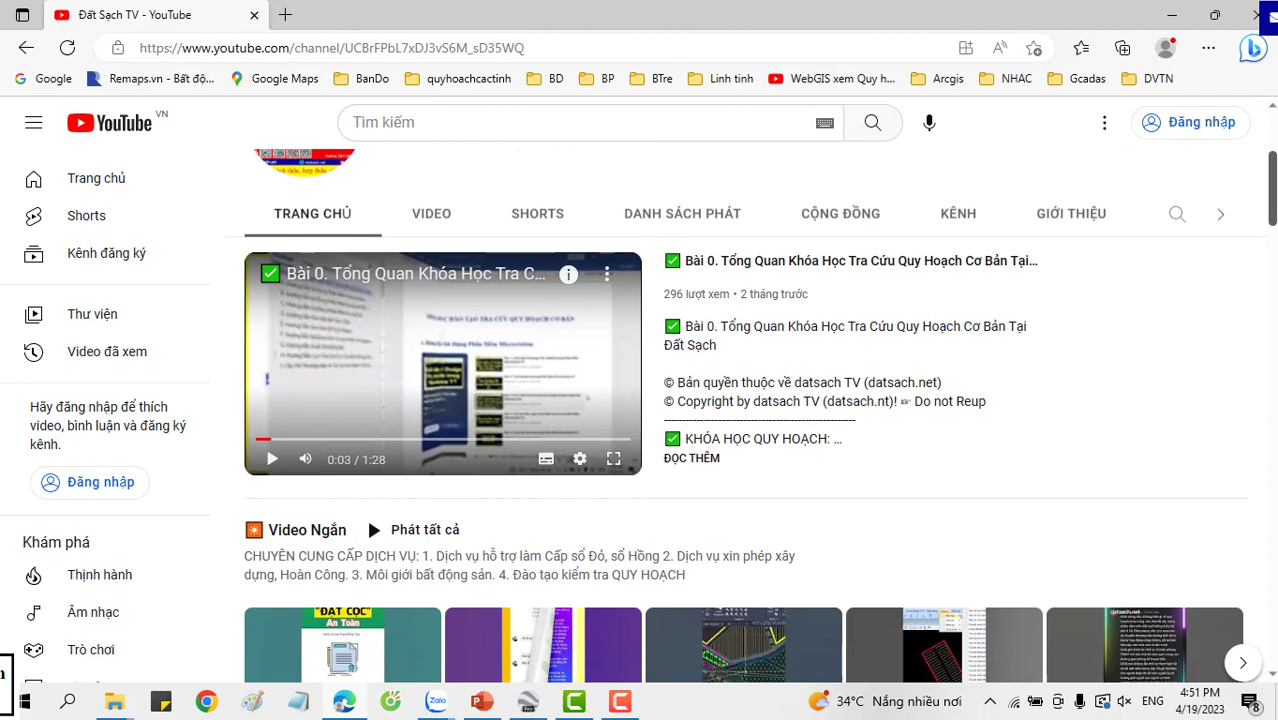 Đất Sạch TV - YouTube
https://www.youtube.com/channel/UCBrFPbL7xDJ3vS6M_sD35WQ
Google
Remaps.vn - Bất độ...
Google Maps
BanDo
quyhoachcactinh
BD
BP
BTre
Linh tinh
WebGIS xem Quy h...
Arcgis
NHAC
Gcadas
DVTN
YouTube VN
Tìm kiếm
Đăng nhập
Trang chủ
Shorts
Kênh đăng ký
Thư viện
Video đã xem
Hãy đăng nhập để thích
video, bình luận và đăng ký
kênh.
Đăng nhập
Khám phá
Thịnh hành
Âm nhạc
Trò chơi
TRANG CHỦ
VIDEO
SHORTS
DANH SÁCH PHÁT
CỘNG ĐỒNG
KÊNH
GIỚI THIỆU
✅ Bài 0. Tổng Quan Khóa Học Tra C...
0:03 / 1:28
✅ Bài 0. Tổng Quan Khóa Học Tra Cứu Quy Hoạch Cơ Bản Tại...
296 lượt xem • 2 tháng trước
✅ Bài 0. Tổng Quan Khóa Học Tra Cứu Quy Hoạch Cơ Bản Tại
Đất Sạch
© Bản quyền thuộc về datsach TV (datsach.net)
© Copyright by datsach TV (datsach.nt)! ☞ Do not Reup
-----------------------------------------------------
✅ KHÓA HỌC QUY HOẠCH: ...
ĐỌC THÊM
Video Ngắn
Phát tất cả
CHUYÊN CUNG CẤP DỊCH VỤ: 1. Dịch vụ hỗ trợ làm Cấp sổ Đỏ, sổ Hồng 2. Dịch vụ xin phép xây
dựng, Hoàn Công. 3. Môi giới bất động sản. 4. Đào tạo kiểm tra QUY HOẠCH
"ĐẶT CỌC"
An Toàn
datsach.net
34°C Nắng nhiều nơi
ENG
4:51 PM
4/19/2023
8